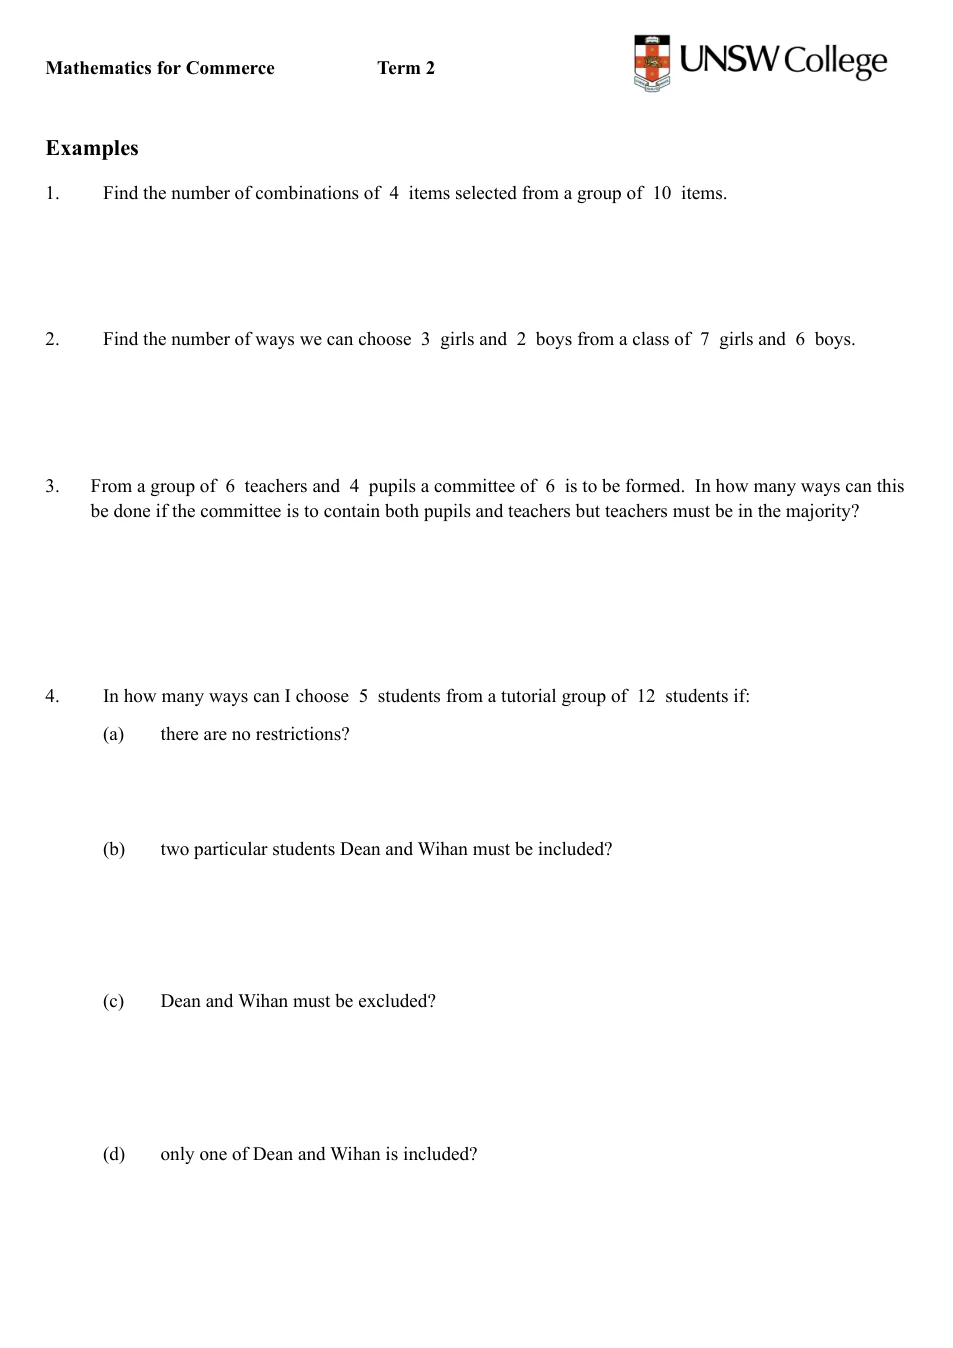 Mathematics for Commerce Term 2
UNSW College
Examples
1. Find the number of combinations of 4 items selected from a group of 10 items.
2. Find the number of ways we can choose 3 girls and 2 boys from a class of 7 girls and 6 boys.
3. From a group of 6 teachers and 4 pupils a committee of 6 is to be formed. In how many ways can this
be done if the committee is to contain both pupils and teachers but teachers must be in the majority?
4. In how many ways can I choose 5 students from a tutorial group of 12 students if:
(a) there are no restrictions?
(b) two particular students Dean and Wihan must be included?
(c) Dean and Wihan must be excluded?
(d) only one of Dean and Wihan is included?